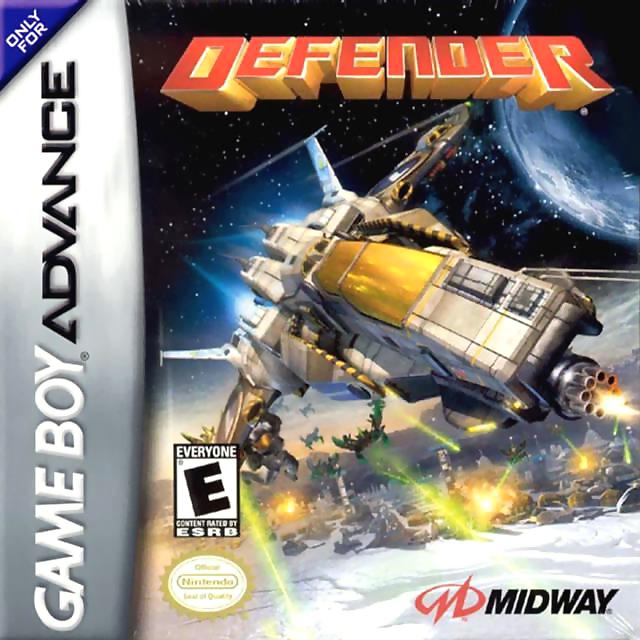 ONLY
FOR
GAME BOY ADVANCE
DEFENDER
EVERYONE
E
CONTENT RATED BY
ESRB
Official
Nintendo
Seal of Quality
MIDWAY